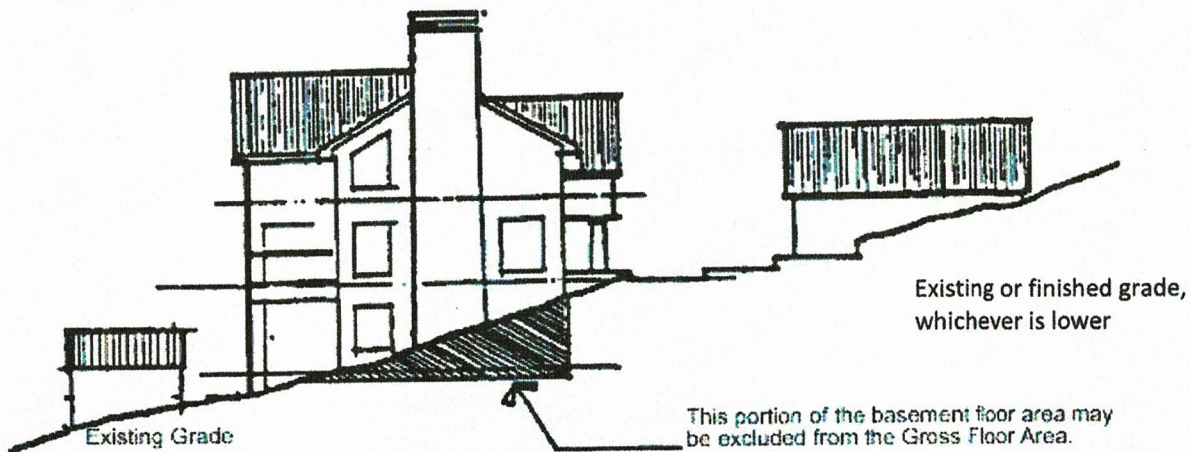 Existing or finished grade,
whichever is lower
Existing Grade
This portion of the basement floor area may
be excluded from the Gross Floor Area.